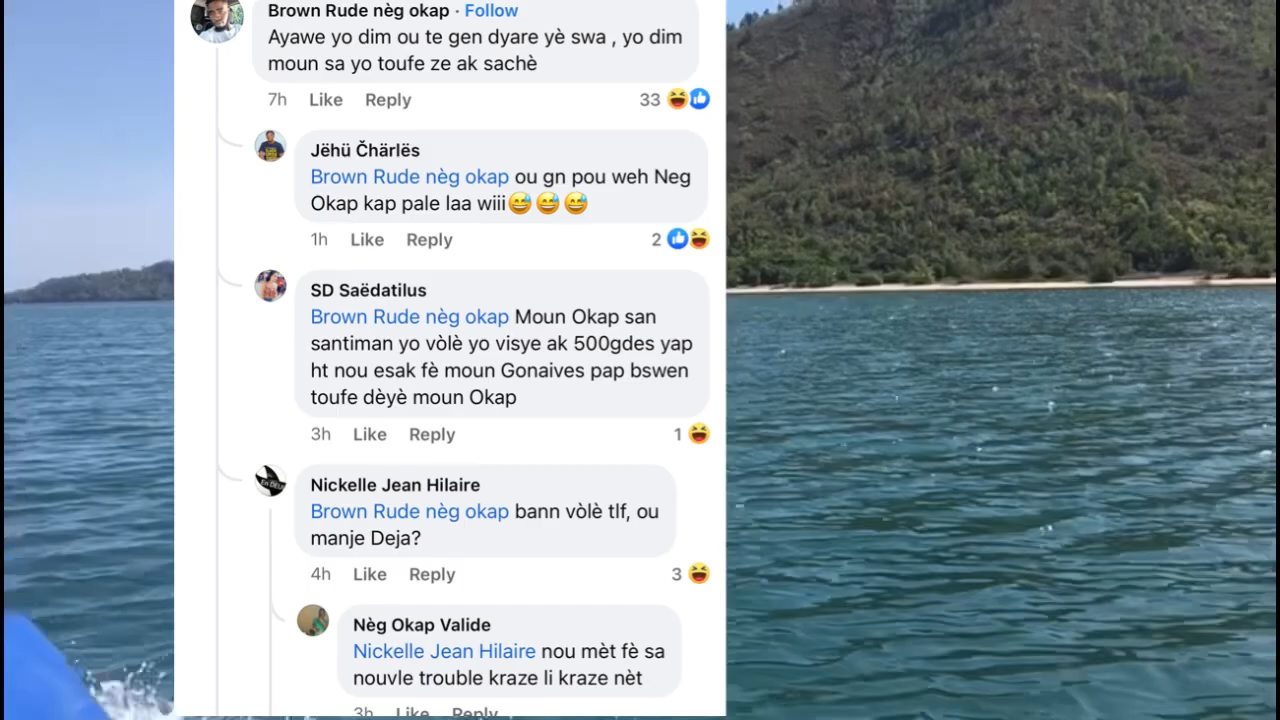 Brown Rude nèg okap · Follow
Ayawe yo dim ou te gen dyare yè swa , yo dim
moun sa yo toufe ze ak sachè
7h Like Reply 33
Jëhü Čhärlës
Brown Rude nèg okap ou gn pou weh Neg
Okap kap pale laa wiii😅😅😅
1h Like Reply 2
SD Saëdatilus
Brown Rude nèg okap Moun Okap san
santiman yo vòlè yo visye ak 500gdes yap
ht nou esak fè moun Gonaives pap bswen
toufe dèyè moun Okap
3h Like Reply 1
Nickelle Jean Hilaire
Brown Rude nèg okap bann vòlè tlf, ou
manje Deja?
4h Like Reply 3
Nèg Okap Valide
Nickelle Jean Hilaire nou mèt fè sa
nouvle trouble kraze li kraze nèt
3h Like Reply